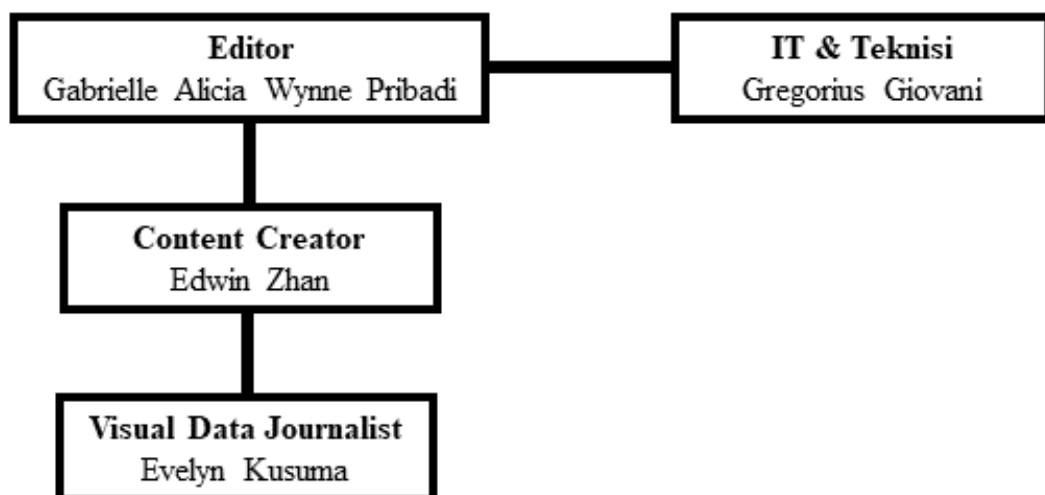 Editor
Gabrielle Alicia Wynne Pribadi
IT & Teknisi
Gregorius Giovani
Content Creator
Edwin Zhan
Visual Data Journalist
Evelyn Kusuma